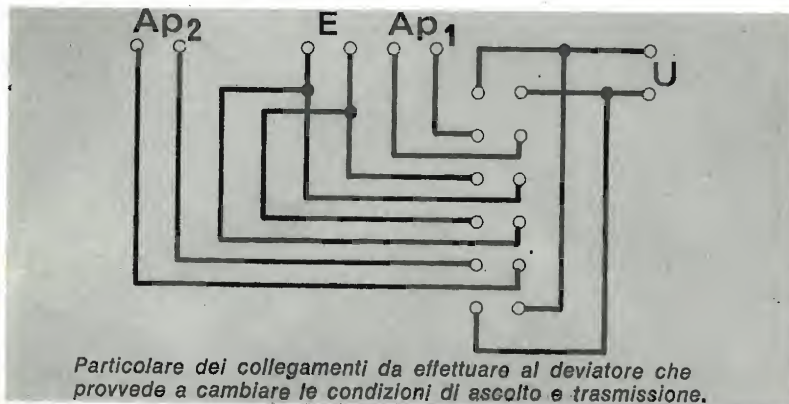 Ap2 E Ap1
U
Particolare dei collegamenti da effettuare al deviatore che
provvede a cambiare le condizioni di ascolto e trasmissione.